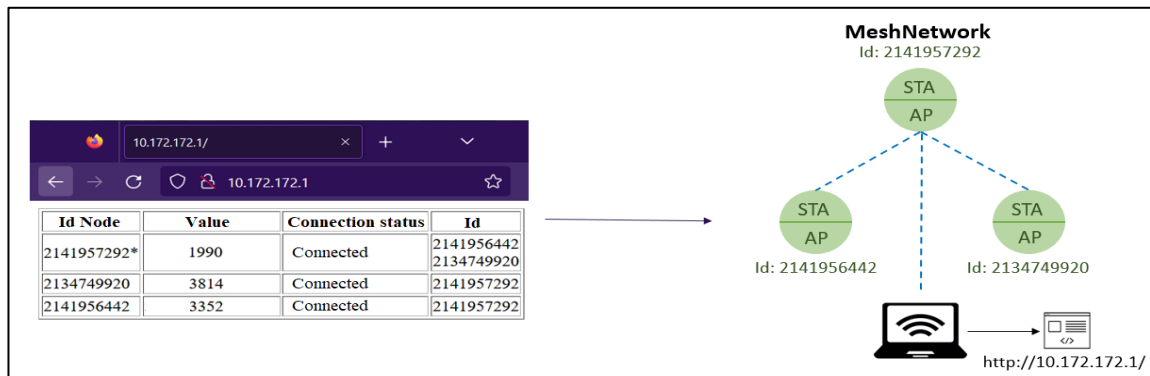 MeshNetwork
Id: 2141957292
STA
AP
10.172.172.1/
10.172.172.1
Id Node Value Connection status Id
2141957292* 1990 Connected 2141956442
2134749920
2134749920 3814 Connected 2141957292
2141956442 3352 Connected 2141957292
STA STA
AP AP
Id: 2141956442 Id: 2134749920
http://10.172.172.1/